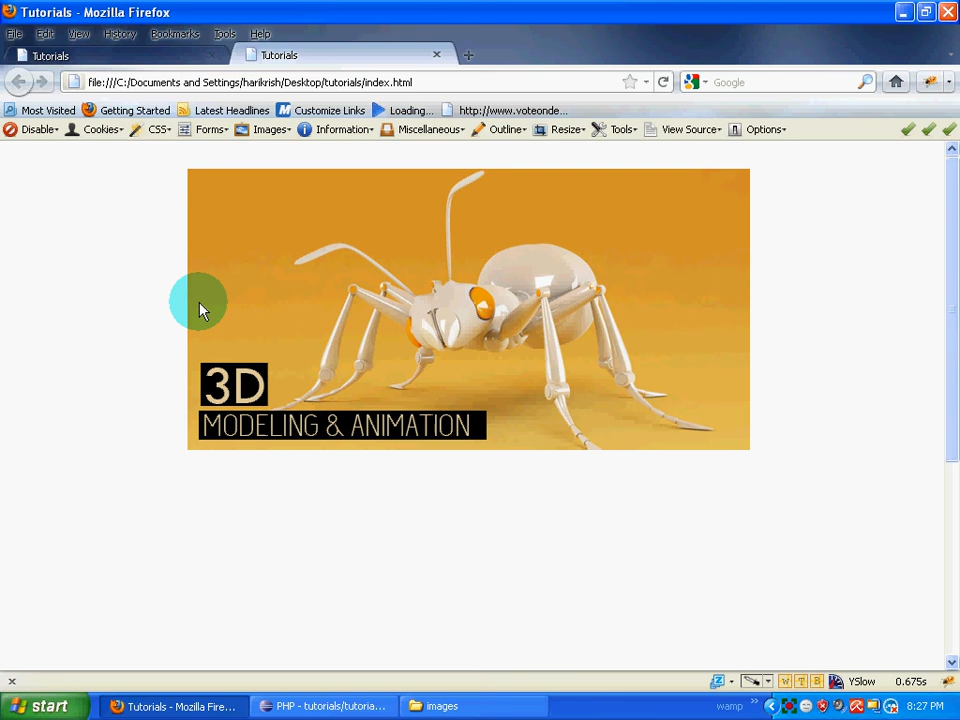 Tutorials - Mozilla Firefox
File Edit View History Bookmarks Tools Help
Tutorials Tutorials
file:///C:/Documents and Settings/harikrish/Desktop/tutorials/index.html Google
Most Visited Getting Started Latest Headlines Customize Links Loading... http://www.voteonde...
Disable Cookies CSS Forms Images Information Miscellaneous Outline Resize Tools View Source Options
3D
MODELING & ANIMATION
YSlow 0.675s
start Tutorials - Mozilla Fire... PHP - tutorials/tutoria... images wamp 8:27 PM